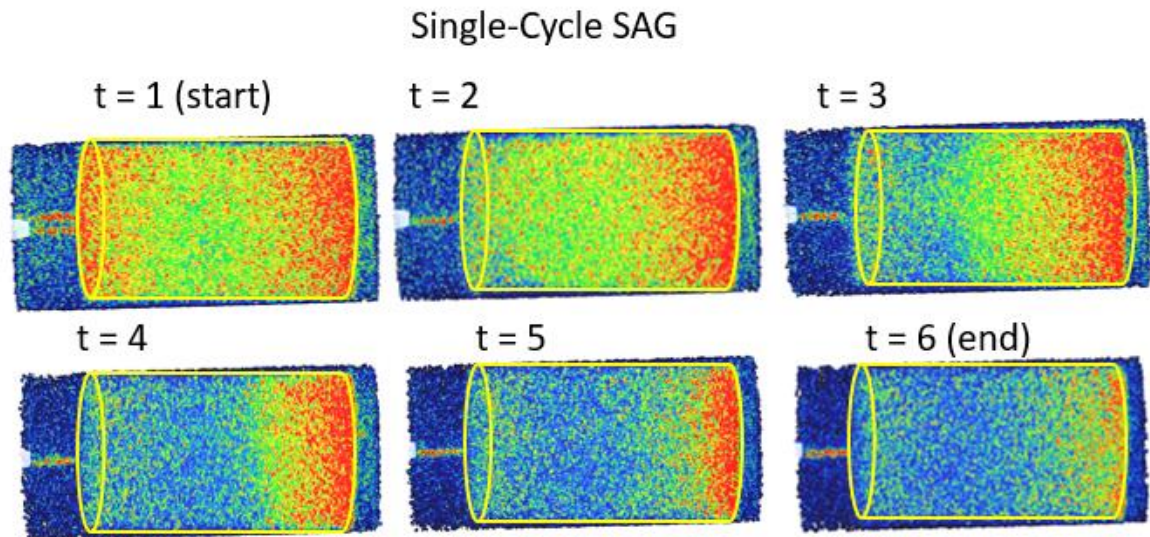 Single-Cycle SAG
t = 1 (start)
t = 2
t = 3
t = 4
t = 5
t = 6 (end)